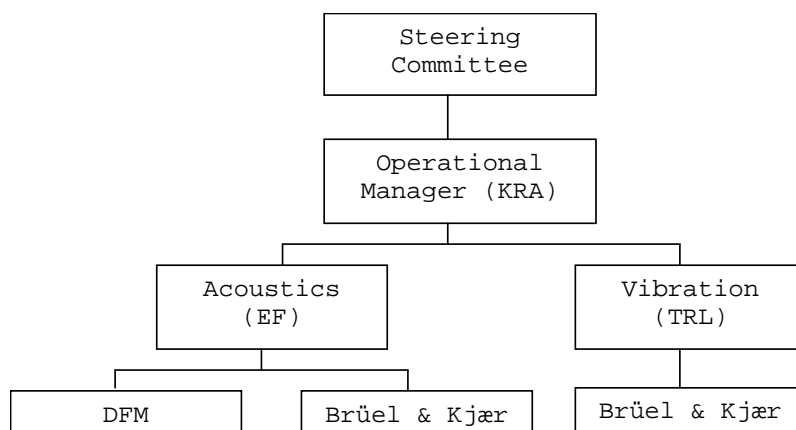 Steering
Committee
Operational
Manager (KRA)
Acoustics
(EF)
Vibration
(TRL)
DFM
Brüel & Kjær
Brüel & Kjær